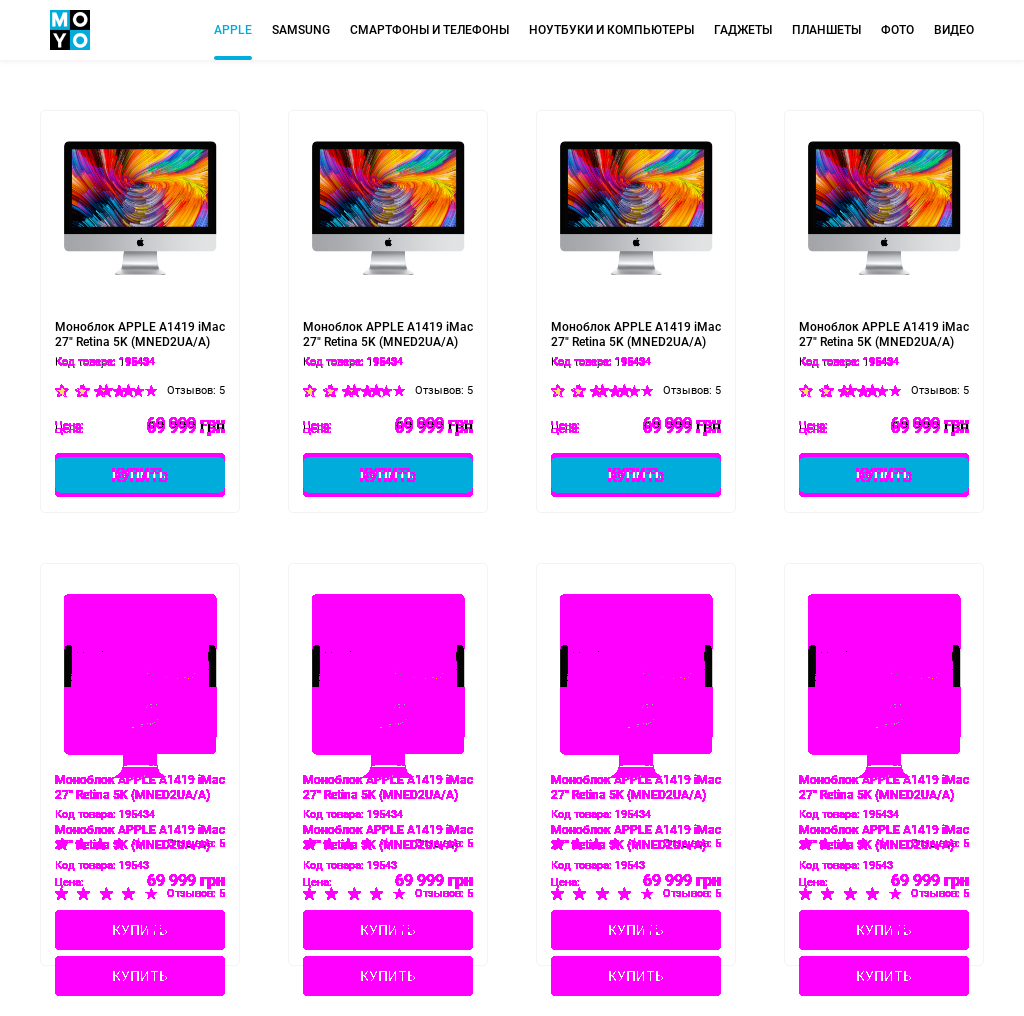 MOYO
APPLE SAMSUNG СМАРТФОНЫ И ТЕЛЕФОНЫ НОУТБУКИ И КОМПЬЮТЕРЫ ГАДЖЕТЫ ПЛАНШЕТЫ ФОТО ВИДЕО
Моноблок APPLE A1419 iMac Моноблок APPLE A1419 iMac Моноблок APPLE A1419 iMac Моноблок APPLE A1419 iMac
27" Retina 5K (MNED2UA/A) 27" Retina 5K (MNED2UA/A) 27" Retina 5K (MNED2UA/A) 27" Retina 5K (MNED2UA/A)
Код товара: Код товара: Код товара: Код товара:
Отзывов: 5 Отзывов: 5 Отзывов: 5 Отзывов: 5
Цена: 69 999 грн Цена: 69 999 грн Цена: 69 999 грн Цена: 69 999 грн
КУПИТЬ КУПИТЬ КУПИТЬ КУПИТЬ
Моноблок APPLE A1419 iMac Моноблок APPLE A1419 iMac Моноблок APPLE A1419 iMac Моноблок APPLE A1419 iMac
27" Retina 5K (MNED2UA/A) 27" Retina 5K (MNED2UA/A) 27" Retina 5K (MNED2UA/A) 27" Retina 5K (MNED2UA/A)
Код товара: 195434 Код товара: 195434 Код товара: 195434 Код товара: 195434
Моноблок APPLE A1419 iMac Моноблок APPLE A1419 iMac Моноблок APPLE A1419 iMac Моноблок APPLE A1419 iMac
27" Retina 5K (MNED2UA/A) Отзывов: 5 27" Retina 5K (MNED2UA/A) Отзывов: 5 27" Retina 5K (MNED2UA/A) Отзывов: 5 27" Retina 5K (MNED2UA/A) Отзывов: 5
Код товара: 19543 Код товара: 19543 Код товара: 19543 Код товара: 19543
Цена: 69 999 грн Цена: 69 999 грн Цена: 69 999 грн Цена: 69 999 грн
Отзывов: 5 Отзывов: 5 Отзывов: 5 Отзывов: 5
КУПИТЬ КУПИТЬ КУПИТЬ КУПИТЬ
КУПИТЬ КУПИТЬ КУПИТЬ КУПИТЬ